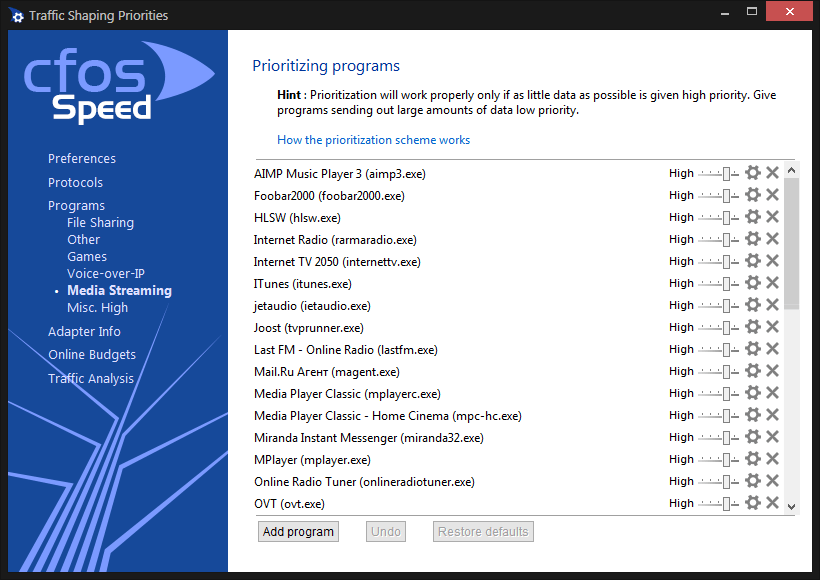 Traffic Shaping Priorities
cfos
Speed
Preferences
Protocols
Programs
File Sharing
Other
Games
Voice-over-IP
• Media Streaming
Misc. High
Adapter Info
Online Budgets
Traffic Analysis
Prioritizing programs
Hint : Prioritization will work properly only if as little data as possible is given high priority. Give
programs sending out large amounts of data low priority.
How the prioritization scheme works
AIMP Music Player 3 (aimp3.exe) High
Foobar2000 (foobar2000.exe) High
HLSW (hlsw.exe) High
Internet Radio (rarmaradio.exe) High
Internet TV 2050 (internettv.exe) High
ITunes (itunes.exe) High
jetaudio (jetaudio.exe) High
Joost (tvprunner.exe) High
Last FM - Online Radio (lastfm.exe) High
Mail.Ru Агент (magent.exe) High
Media Player Classic (mplayerc.exe) High
Media Player Classic - Home Cinema (mpc-hc.exe) High
Miranda Instant Messenger (miranda32.exe) High
MPlayer (mplayer.exe) High
Online Radio Tuner (onlineradiotuner.exe) High
OVT (ovt.exe) High
Add program Undo Restore defaults